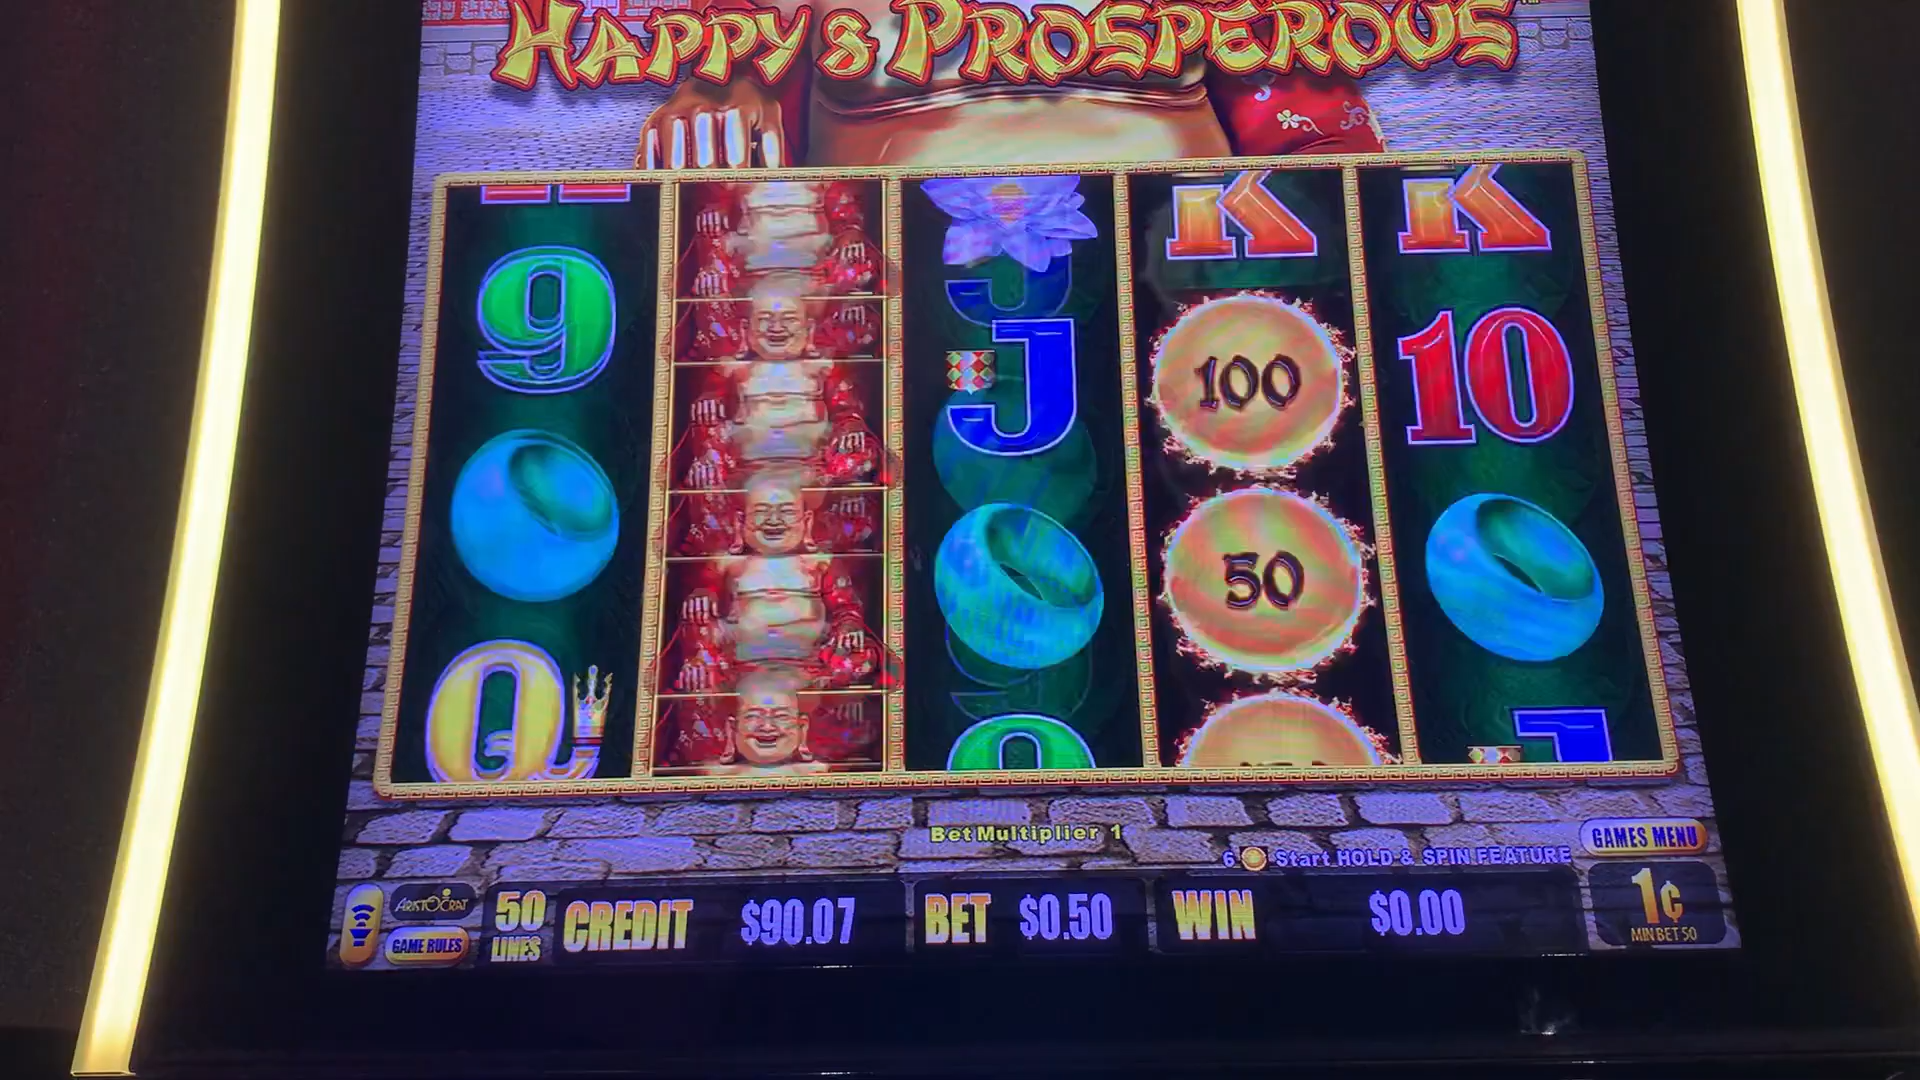 HAPPY & PROSPEROUS
K K
9 J 100 10
50
Q 9 J
Bet Multiplier 1
6 Start HOLD & SPIN FEATURE
GAMES MENU
ARISTOCRAT
GAME RULES
50 LINES
CREDIT $90.07
BET $0.50
WIN $0.00
1¢
MIN BET 50